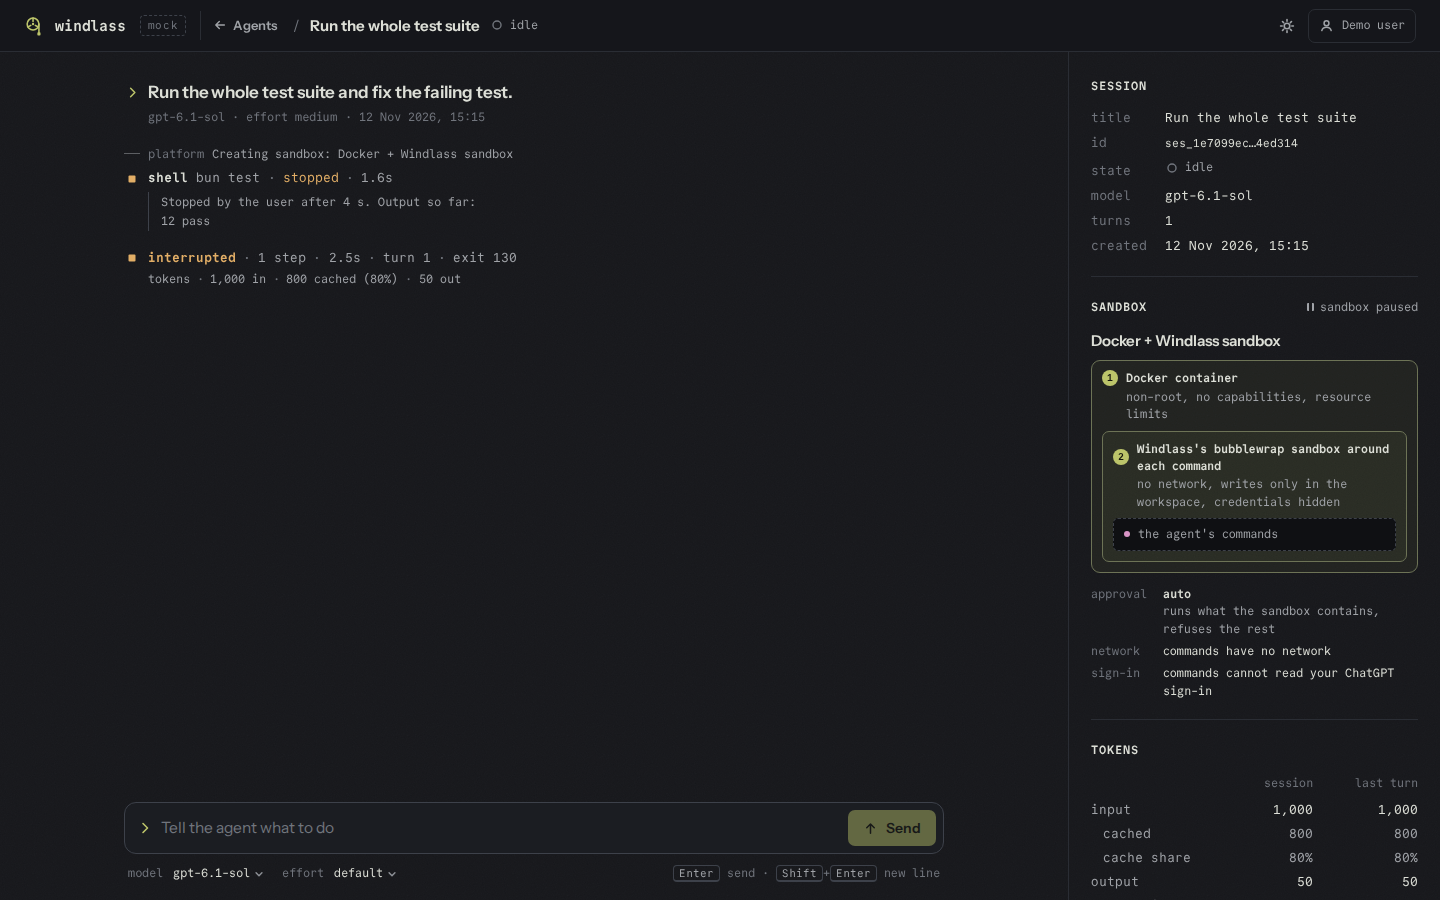 windlass mock ← Agents / Run the whole test suite idle Demo user
Run the whole test suite and fix the failing test.
gpt-6.1-sol · effort medium · 12 Nov 2026, 15:15
platform Creating sandbox: Docker + Windlass sandbox
shell bun test · stopped · 1.6s
Stopped by the user after 4 s. Output so far:
12 pass
interrupted · 1 step · 2.5s · turn 1 · exit 130
tokens · 1,000 in · 800 cached (80%) · 50 out
Tell the agent what to do
↑ Send
model gpt-6.1-sol effort default Enter send · Shift+Enter new line
SESSION
title Run the whole test suite
id ses_1e7099ec…4ed314
state idle
model gpt-6.1-sol
turns 1
created 12 Nov 2026, 15:15
SANDBOX sandbox paused
Docker + Windlass sandbox
1 Docker container
non-root, no capabilities, resource
limits
2 Windlass's bubblewrap sandbox around
each command
no network, writes only in the
workspace, credentials hidden
the agent's commands
approval auto
runs what the sandbox contains,
refuses the rest
network commands have no network
sign-in commands cannot read your ChatGPT
sign-in
TOKENS
session last turn
input 1,000 1,000
cached 800 800
cache share 80% 80%
output 50 50